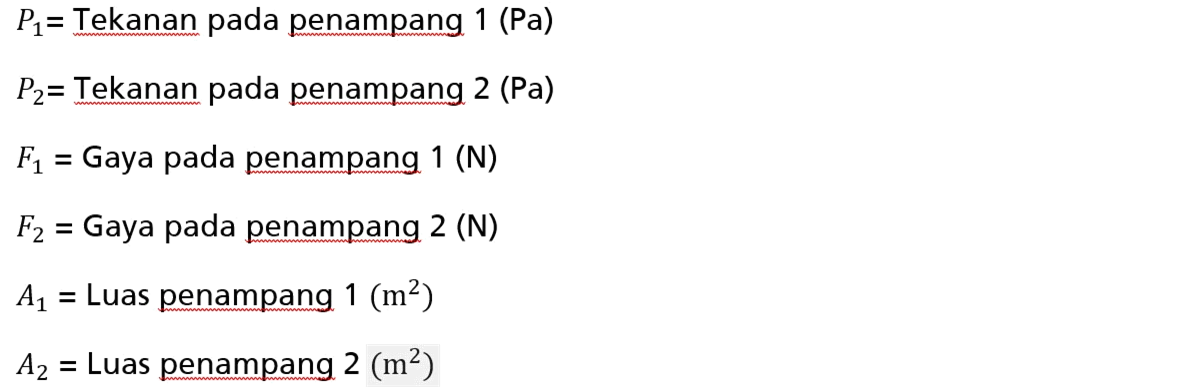 P₁= Tekanan pada penampang 1 (Pa)
P₂= Tekanan pada penampang 2 (Pa)
F₁ = Gaya pada penampang 1 (N)
F₂ = Gaya pada penampang 2 (N)
A₁ = Luas penampang 1 (m²)
A₂ = Luas penampang 2 (m²)